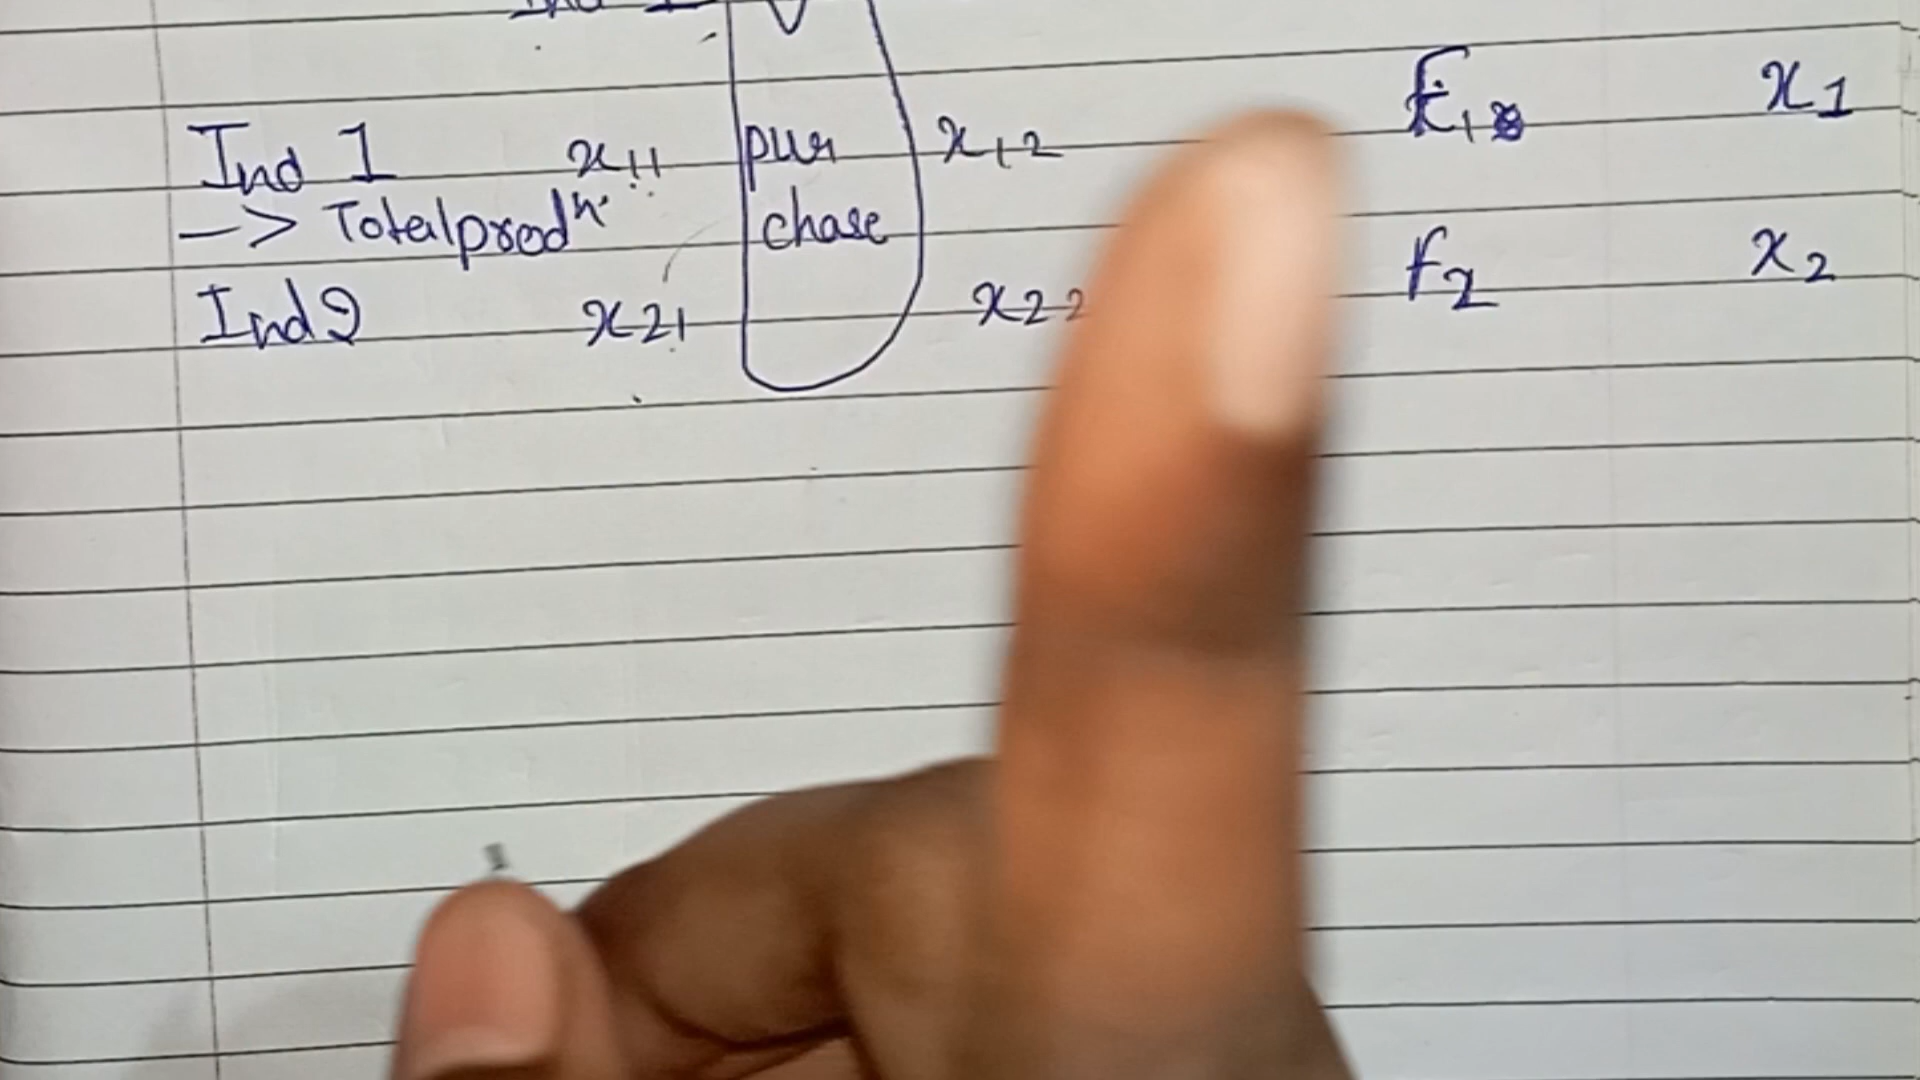 Ind 1 x11 pur x12 F1 x1
-> Totalprodn. chase
Ind 2 x21 x22 F2 x2